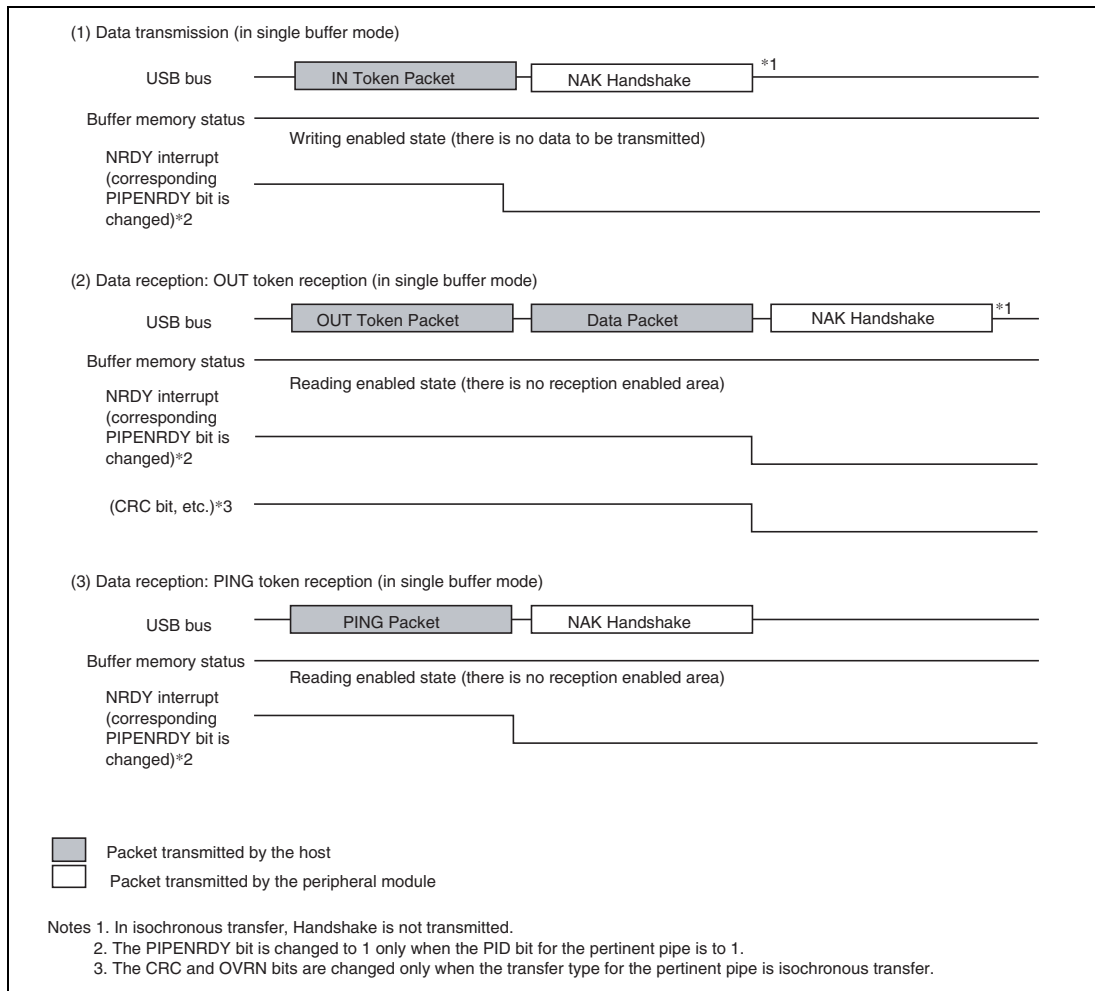 (1) Data transmission (in single buffer mode)
USB bus
IN Token Packet
NAK Handshake
*1
Buffer memory status
Writing enabled state (there is no data to be transmitted)
NRDY interrupt
(corresponding
PIPENRDY bit is
changed)*2
(2) Data reception: OUT token reception (in single buffer mode)
USB bus
OUT Token Packet
Data Packet
NAK Handshake
*1
Buffer memory status
Reading enabled state (there is no reception enabled area)
NRDY interrupt
(corresponding
PIPENRDY bit is
changed)*2
(CRC bit, etc.)*3
(3) Data reception: PING token reception (in single buffer mode)
USB bus
PING Packet
NAK Handshake
Buffer memory status
Reading enabled state (there is no reception enabled area)
NRDY interrupt
(corresponding
PIPENRDY bit is
changed)*2
Packet transmitted by the host
Packet transmitted by the peripheral module
Notes 1. In isochronous transfer, Handshake is not transmitted.
2. The PIPENRDY bit is changed to 1 only when the PID bit for the pertinent pipe is to 1.
3. The CRC and OVRN bits are changed only when the transfer type for the pertinent pipe is isochronous transfer.